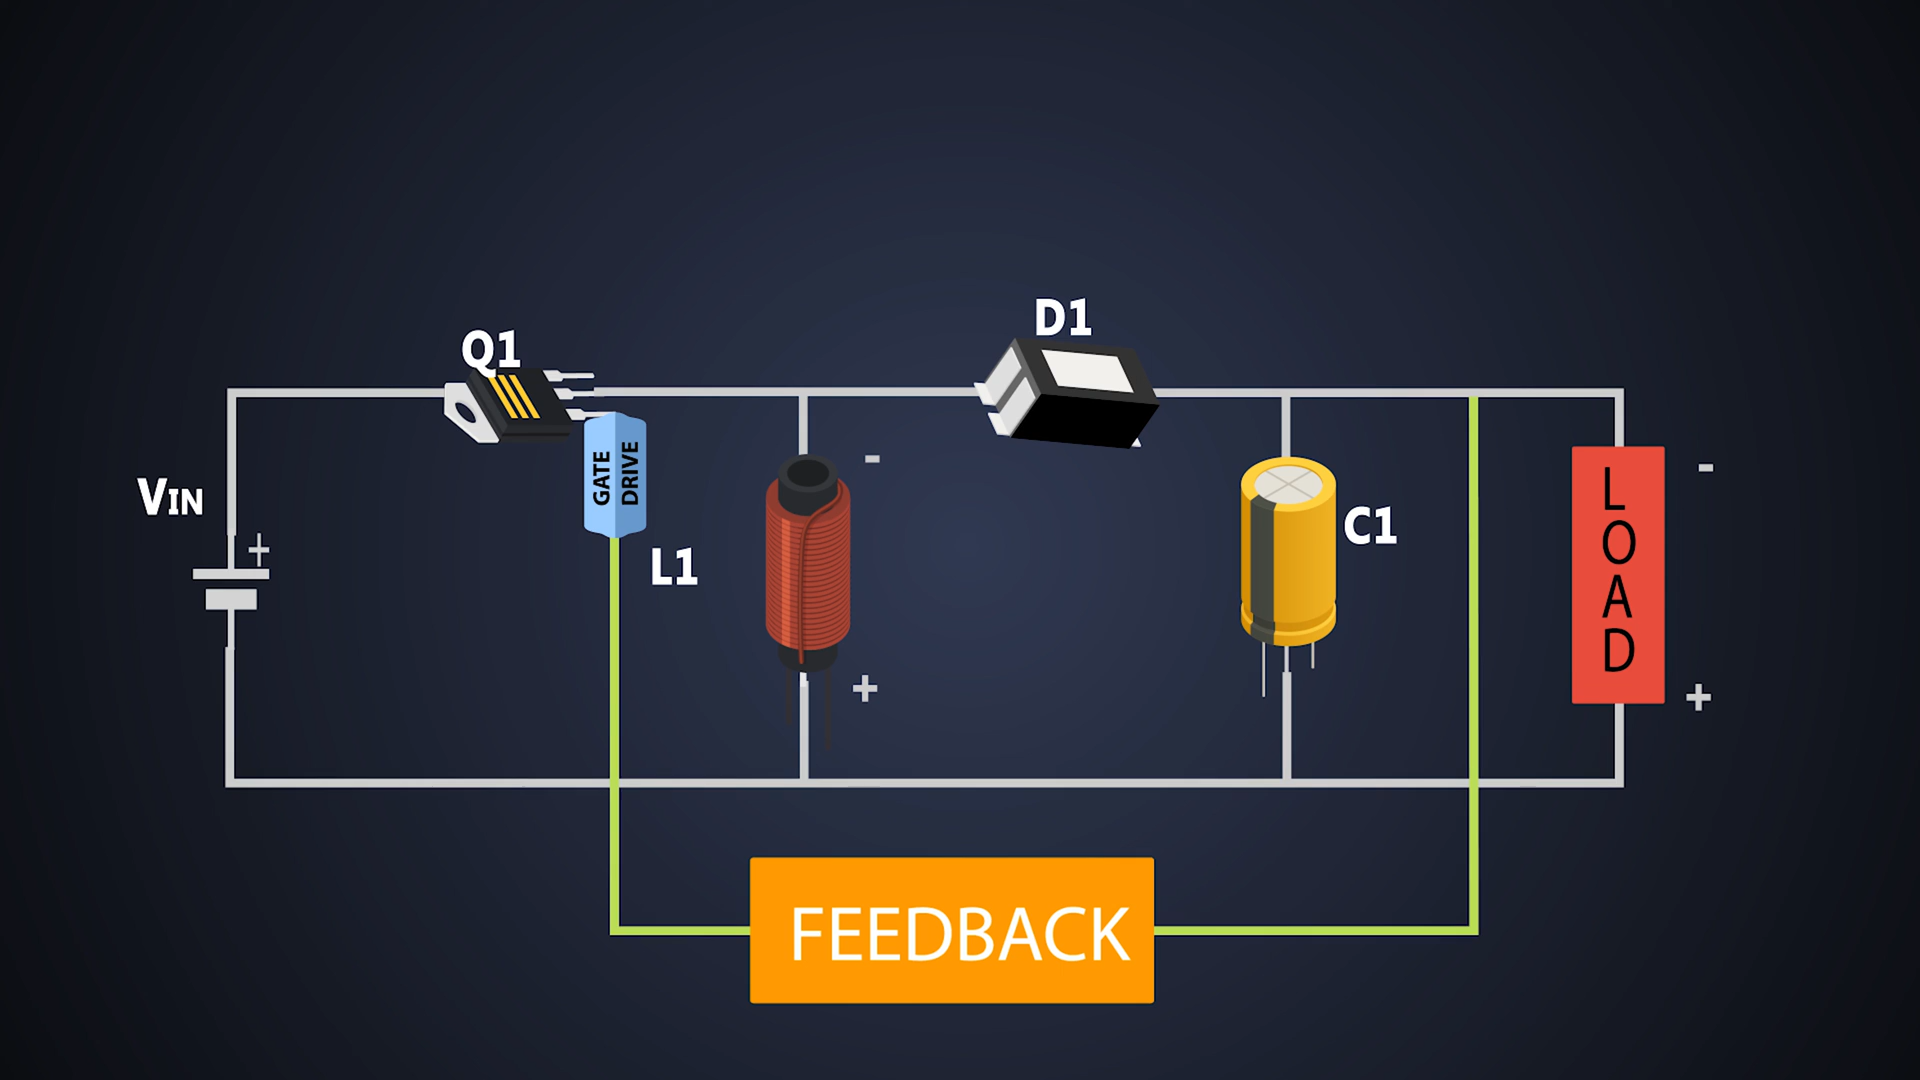 D1
Q1
VIN
+
GATE
DRIVE
L1
-
+
C1
LOAD
-
+
FEEDBACK